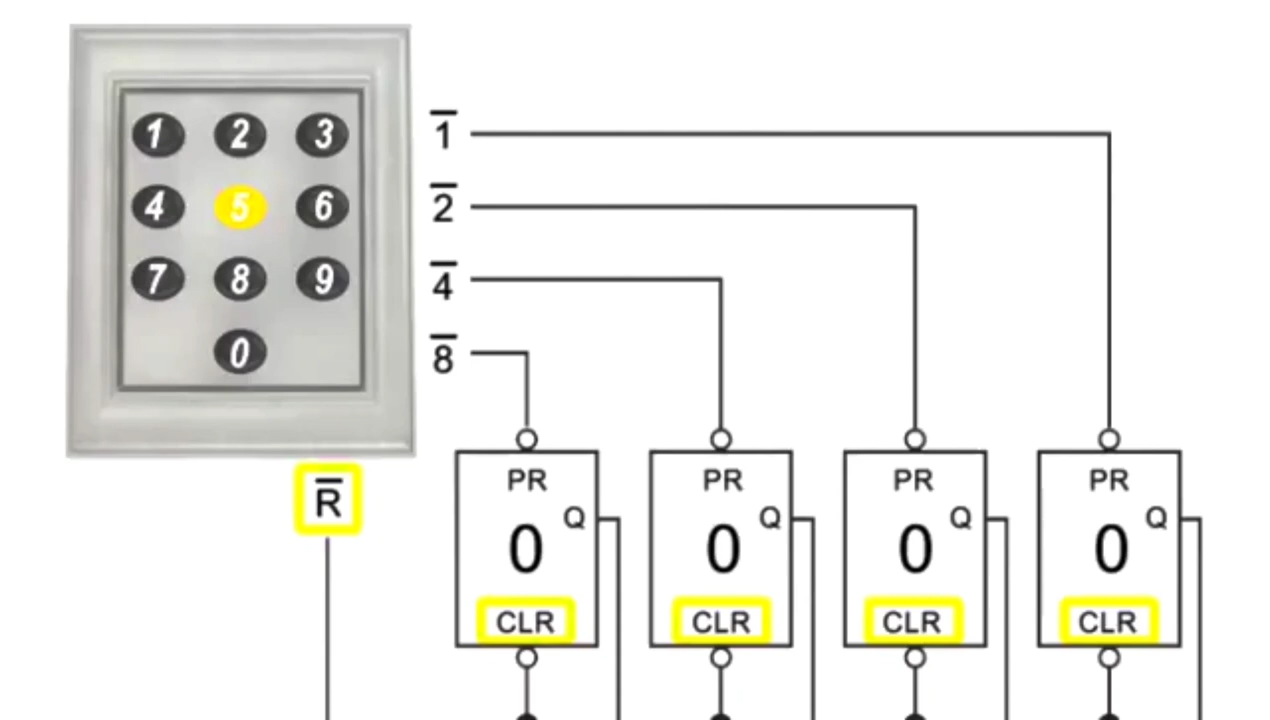 1 2 3
4 5 6
7 8 9
0
1̅
2̅
4̅
8̅
R̅
PR PR PR PR
Q Q Q Q
0 0 0 0
CLR CLR CLR CLR